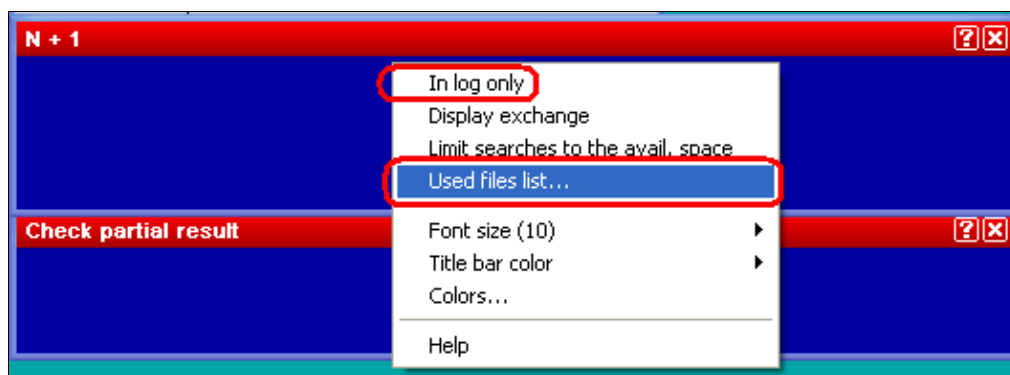 N + 1
In log only
Display exchange
Limit searches to the avail. space
Used files list...
Check partial result
Font size (10)
Title bar color
Colors...
Help